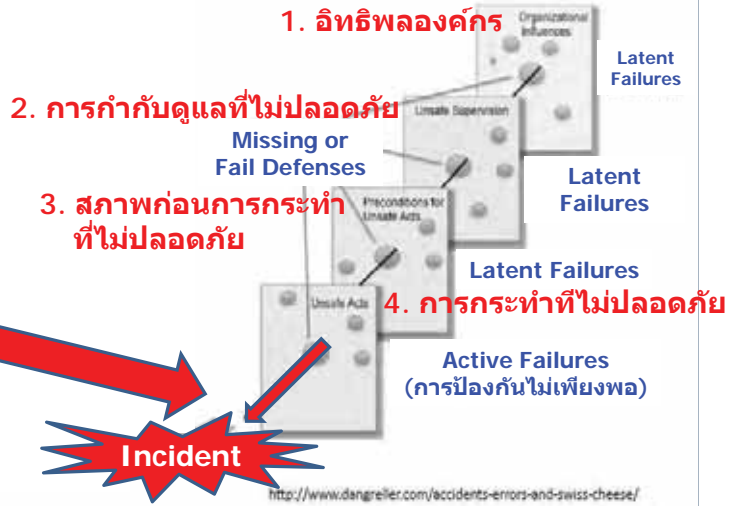 1. อิทธิพลองค์กร
Organizational
Influences
Latent
Failures
2. การกำกับดูแลที่ไม่ปลอดภัย
Unsafe Supervision
Missing or
Fail Defenses
Latent
Failures
3. สภาพก่อนการกระทำ
ที่ไม่ปลอดภัย
Preconditions for
Unsafe Acts
Latent Failures
Unsafe Acts
4. การกระทำที่ไม่ปลอดภัย
Active Failures
(การป้องกันไม่เพียงพอ)
Incident
http://www.dangreller.com/accidents-errors-and-swiss-cheese/